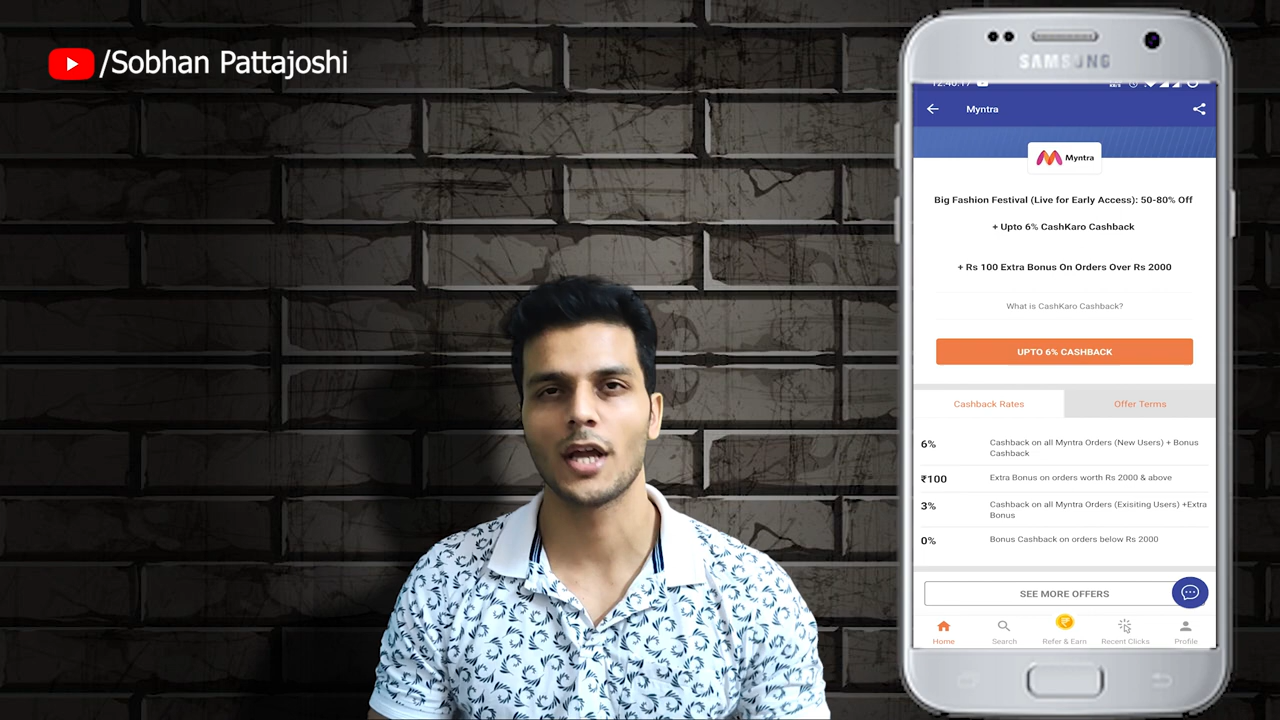 /Sobhan Pattajoshi
SAMSUNG
Myntra
Myntra
Big Fashion Festival (Live for Early Access): 50-80% Off
+ Upto 6% CashKaro Cashback
+ Rs 100 Extra Bonus On Orders Over Rs 2000
What is CashKaro Cashback?
UPTO 6% CASHBACK
Cashback Rates
Offer Terms
6%
Cashback on all Myntra Orders (New Users) + Bonus
Cashback
₹100
Extra Bonus on orders worth Rs 2000 & above
3%
Cashback on all Myntra Orders (Exisiting Users) +Extra
Bonus
0%
Bonus Cashback on orders below Rs 2000
SEE MORE OFFERS
Home
Search
Refer & Earn
Recent Clicks
Profile